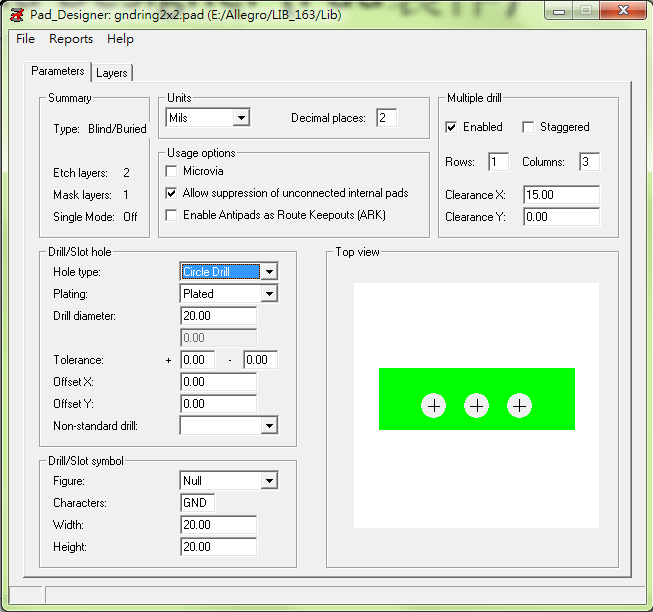 Pad_Designer: gndring2x2.pad (E:/Allegro/LIB_163/Lib)
File Reports Help
Parameters Layers
Summary
Type: Blind/Buried
Etch layers: 2
Mask layers: 1
Single Mode: Off
Units
Mils Decimal places: 2
Usage options
Microvia
Allow suppression of unconnected internal pads
Enable Antipads as Route Keepouts (ARK)
Multiple drill
Enabled Staggered
Rows: 1 Columns: 3
Clearance X: 15.00
Clearance Y: 0.00
Drill/Slot hole
Hole type: Circle Drill
Plating: Plated
Drill diameter: 20.00
0.00
Tolerance: + 0.00 - 0.00
Offset X: 0.00
Offset Y: 0.00
Non-standard drill:
Drill/Slot symbol
Figure: Null
Characters: GND
Width: 20.00
Height: 20.00
Top view